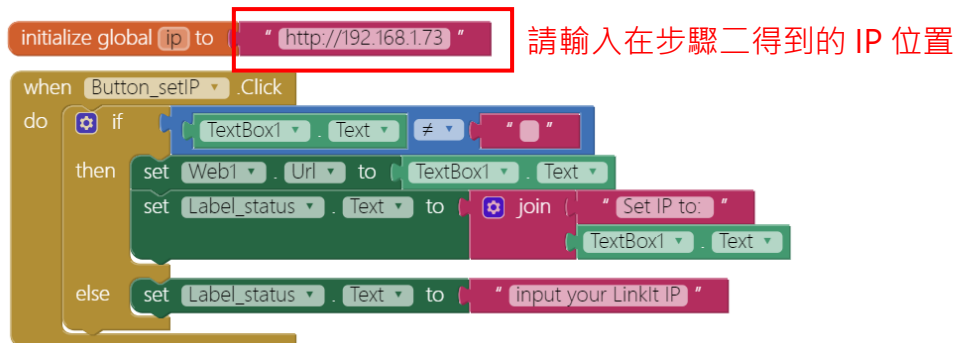 initialize global ip to " http://192.168.1.73 "
請輸入在步驟二得到的 IP 位置
when Button_setIP .Click
do if TextBox1 . Text ≠ " "
then set Web1 . Url to TextBox1 . Text
set Label_status . Text to join " Set IP to: "
TextBox1 . Text
else set Label_status . Text to " input your LinkIt IP "